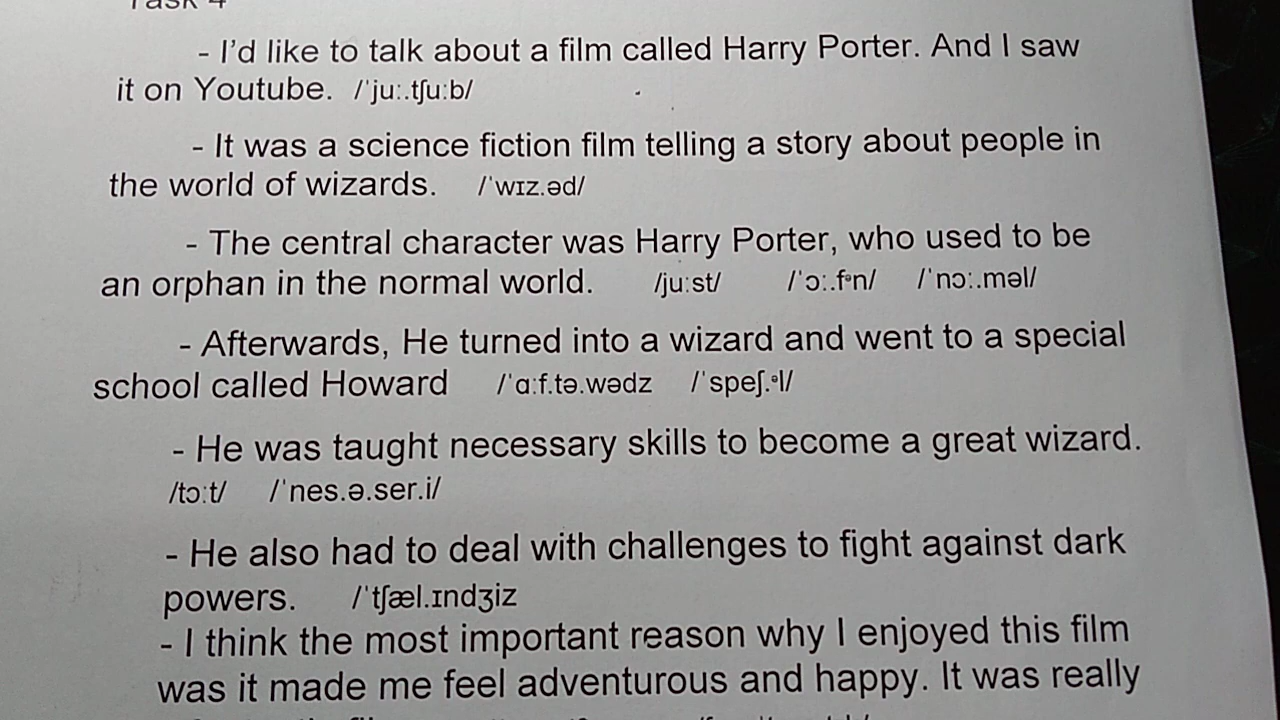 Task 4
- I'd like to talk about a film called Harry Porter. And I saw
it on Youtube. /ˈjuː.tʃuːb/
- It was a science fiction film telling a story about people in
the world of wizards. /ˈwɪz.əd/
- The central character was Harry Porter, who used to be
an orphan in the normal world. /juːst/ /ˈɔː.fᵊn/ /ˈnɔː.məl/
- Afterwards, He turned into a wizard and went to a special
school called Howard /ˈɑːf.tə.wədz /ˈspeʃ.ᵊl/
- He was taught necessary skills to become a great wizard.
/tɔːt/ /ˈnes.ə.ser.i/
- He also had to deal with challenges to fight against dark
powers. /ˈtʃæl.ɪndʒiz
- I think the most important reason why I enjoyed this film
was it made me feel adventurous and happy. It was really